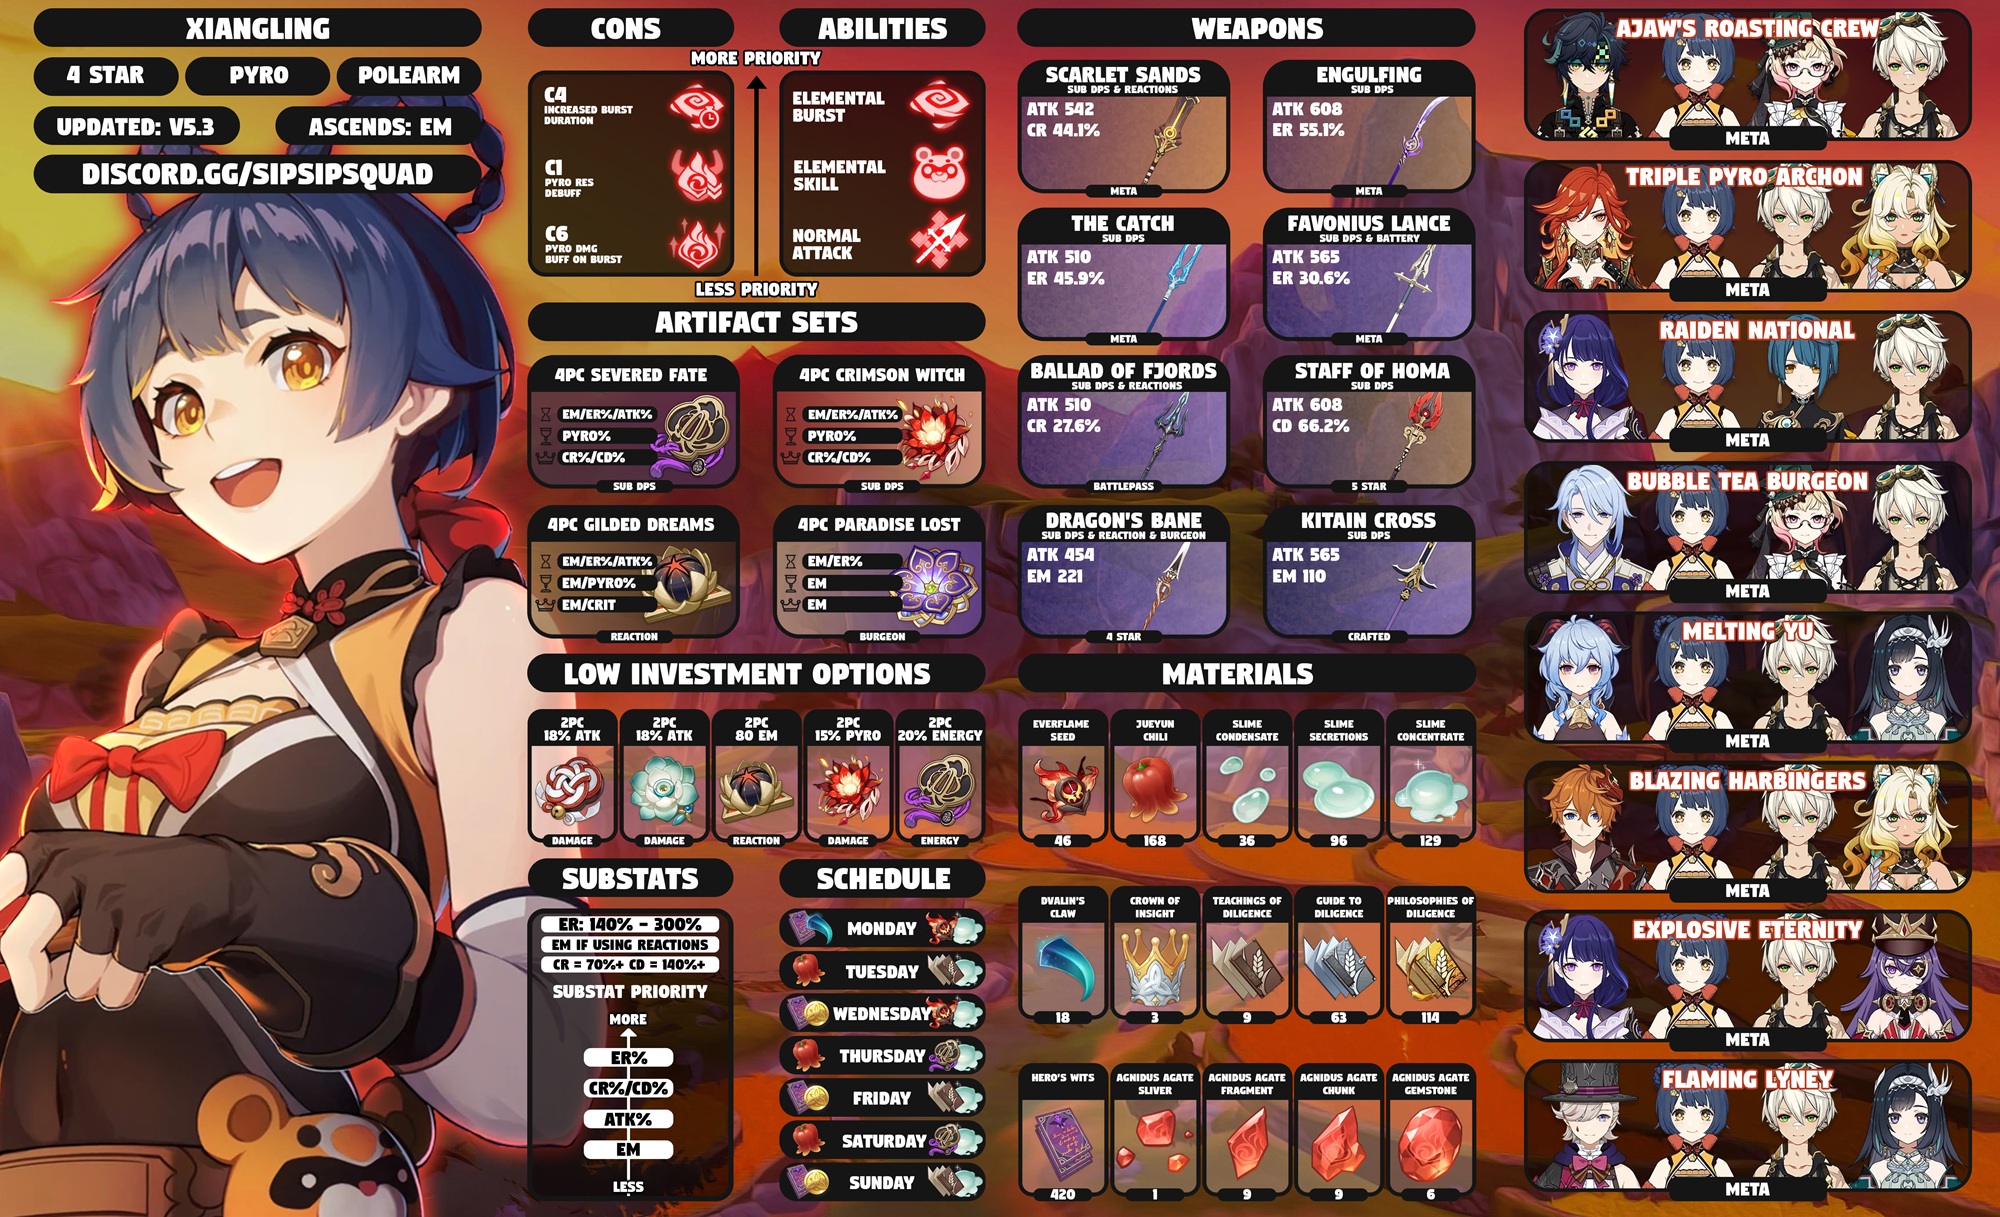 XIANGLING
4 STAR
PYRO
POLEARM
UPDATED: V5.3
ASCENDS: EM
DISCORD.GG/SIPSIPSQUAD
CONS
ABILITIES
MORE PRIORITY
C4
INCREASED BURST
DURATION
C1
PYRO RES
DEBUFF
C6
PYRO DMG
BUFF ON BURST
ELEMENTAL
BURST
ELEMENTAL
SKILL
NORMAL
ATTACK
LESS PRIORITY
ARTIFACT SETS
4PC SEVERED FATE
EM/ER%/ATK%
PYRO%
CR%/CD%
SUB DPS
4PC CRIMSON WITCH
EM/ER%/ATK%
PYRO%
CR%/CD%
SUB DPS
4PC GILDED DREAMS
EM/ER%/ATK%
EM/PYRO%
EM/CRIT
REACTION
4PC PARADISE LOST
EM/ER%
EM
EM
BURGEON
LOW INVESTMENT OPTIONS
2PC
18% ATK
DAMAGE
2PC
18% ATK
DAMAGE
2PC
80 EM
REACTION
2PC
15% PYRO
DAMAGE
2PC
20% ENERGY
ENERGY
SUBSTATS
ER: 140% - 300%
EM IF USING REACTIONS
CR = 70%+ CD = 140%+
SUBSTAT PRIORITY
MORE
ER%
CR%/CD%
ATK%
EM
LESS
SCHEDULE
MONDAY
TUESDAY
WEDNESDAY
THURSDAY
FRIDAY
SATURDAY
SUNDAY
WEAPONS
SCARLET SANDS
SUB DPS & REACTIONS
ATK 542
CR 44.1%
META
ENGULFING
SUB DPS
ATK 608
ER 55.1%
META
THE CATCH
SUB DPS
ATK 510
ER 45.9%
META
FAVONIUS LANCE
SUB DPS & BATTERY
ATK 565
ER 30.6%
META
BALLAD OF FJORDS
SUB DPS & REACTIONS
ATK 510
CR 27.6%
BATTLEPASS
STAFF OF HOMA
SUB DPS
ATK 608
CD 66.2%
5 STAR
DRAGON'S BANE
SUB DPS & REACTION & BURGEON
ATK 454
EM 221
4 STAR
KITAIN CROSS
SUB DPS
ATK 565
EM 110
CRAFTED
MATERIALS
EVERFLAME
SEED
46
JUEYUN
CHILI
168
SLIME
CONDENSATE
36
SLIME
SECRETIONS
96
SLIME
CONCENTRATE
129
DVALIN'S
CLAW
18
CROWN OF
INSIGHT
3
TEACHINGS OF
DILIGENCE
9
GUIDE TO
DILIGENCE
63
PHILOSOPHIES OF
DILIGENCE
114
HERO'S WITS
420
AGNIDUS AGATE
SLIVER
1
AGNIDUS AGATE
FRAGMENT
9
AGNIDUS AGATE
CHUNK
9
AGNIDUS AGATE
GEMSTONE
6
AJAW'S ROASTING CREW
META
TRIPLE PYRO ARCHON
META
RAIDEN NATIONAL
META
BUBBLE TEA BURGEON
META
MELTING YU
META
BLAZING HARBINGERS
META
EXPLOSIVE ETERNITY
META
FLAMING LYNEY
META